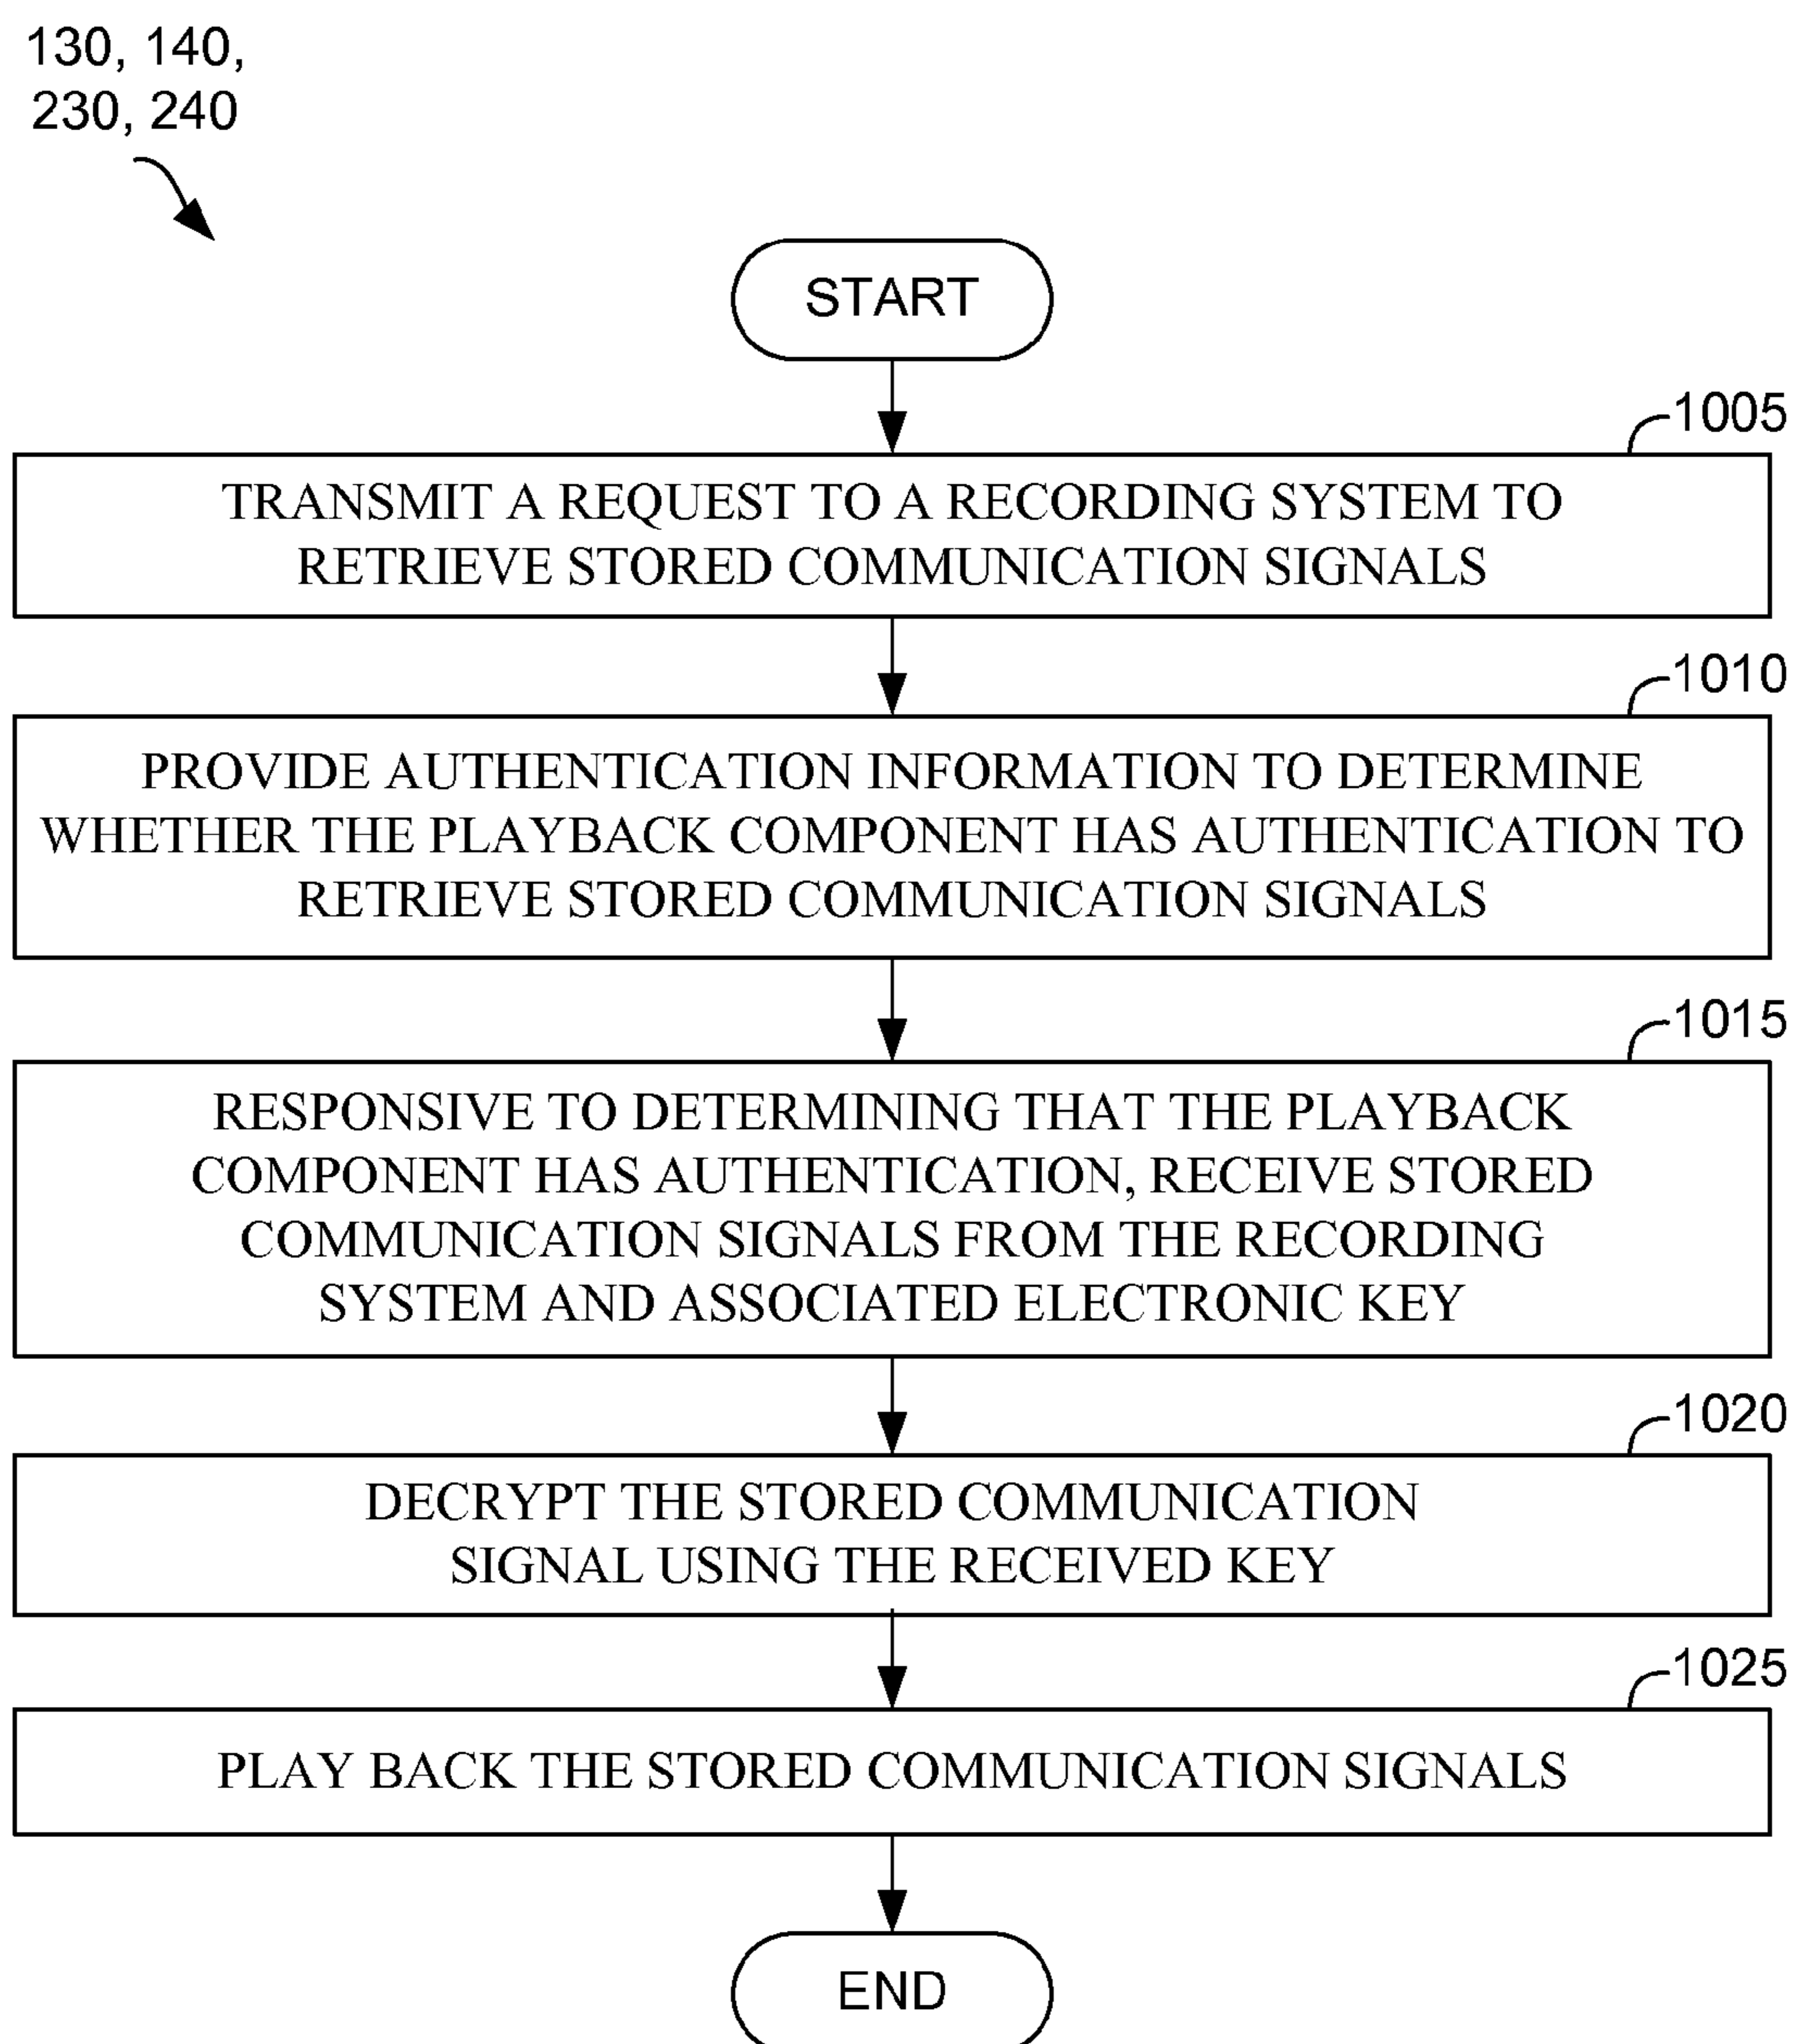 130, 140,
230, 240
START
1005
TRANSMIT A REQUEST TO A RECORDING SYSTEM TO
RETRIEVE STORED COMMUNICATION SIGNALS
1010
PROVIDE AUTHENTICATION INFORMATION TO DETERMINE
WHETHER THE PLAYBACK COMPONENT HAS AUTHENTICATION TO
RETRIEVE STORED COMMUNICATION SIGNALS
1015
RESPONSIVE TO DETERMINING THAT THE PLAYBACK
COMPONENT HAS AUTHENTICATION, RECEIVE STORED
COMMUNICATION SIGNALS FROM THE RECORDING
SYSTEM AND ASSOCIATED ELECTRONIC KEY
1020
DECRYPT THE STORED COMMUNICATION
SIGNAL USING THE RECEIVED KEY
1025
PLAY BACK THE STORED COMMUNICATION SIGNALS
END